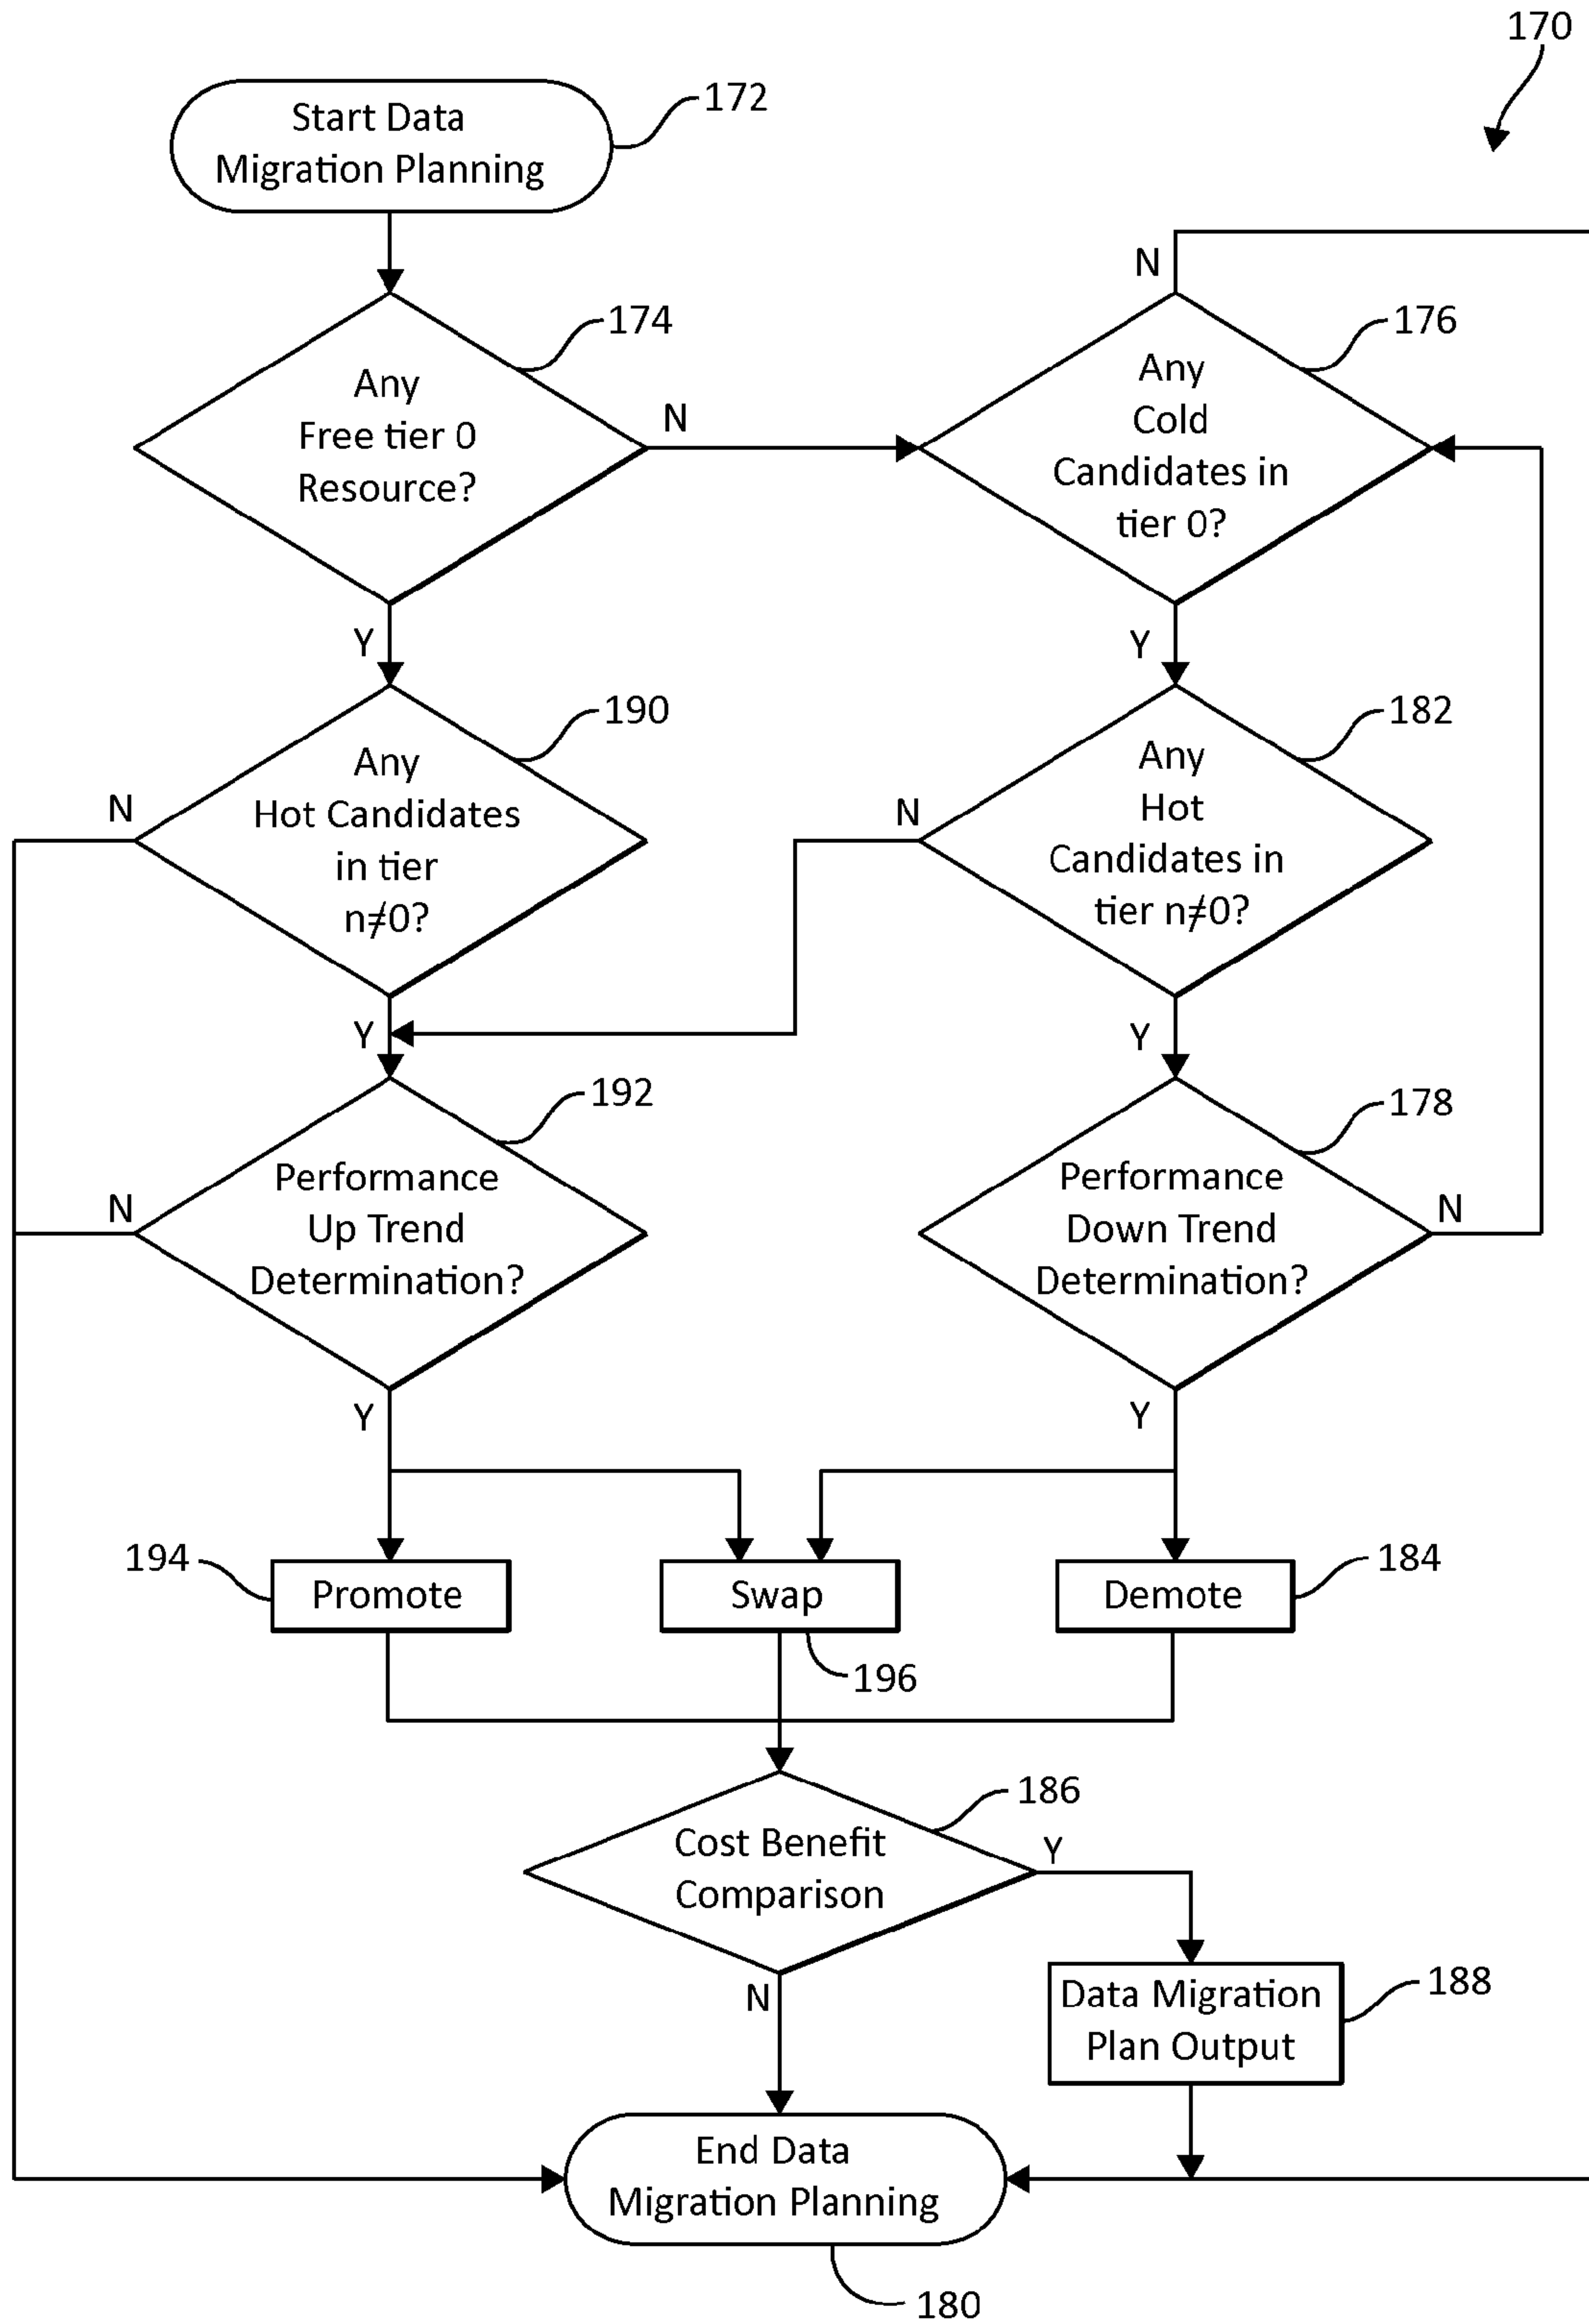 170
Start Data
Migration Planning
172
N
Any
Free tier 0
Resource?
174
N
Any
Cold
Candidates in
tier 0?
176
Y
Y
Any
Hot Candidates
in tier
n≠0?
190
N
Any
Hot
Candidates in
tier n≠0?
182
N
Y
Y
Performance
Up Trend
Determination?
192
N
Performance
Down Trend
Determination?
178
N
Y
Y
194
Promote
Swap
196
Demote
184
Cost Benefit
Comparison
186
Y
N
Data Migration
Plan Output
188
End Data
Migration Planning
180